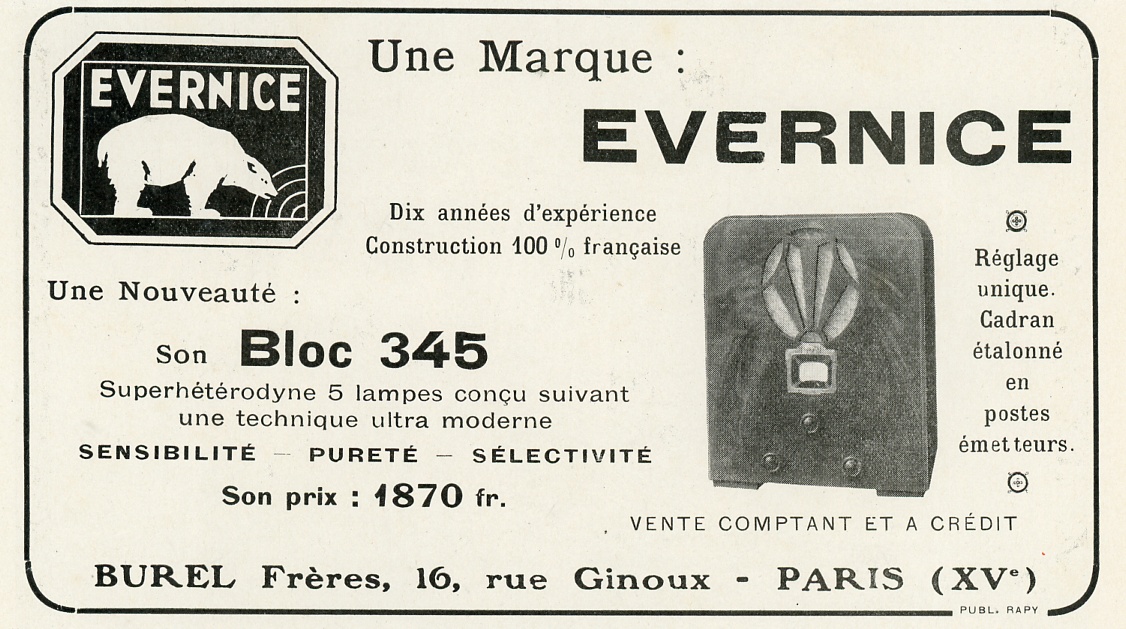 EVERNICE
Une Marque :
EVERNICE
Dix années d'expérience
Construction 100 % française
Une Nouveauté :
Son Bloc 345
Superhétérodyne 5 lampes conçu suivant
une technique ultra moderne
SENSIBILITÉ — PURETÉ — SÉLECTIVITÉ
Son prix : 1870 fr.
Réglage
unique.
Cadran
étalonné
en
postes
émetteurs.
VENTE COMPTANT ET A CRÉDIT
BUREL Frères, 16, rue Ginoux - PARIS (XVe)
PUBL. RAPY